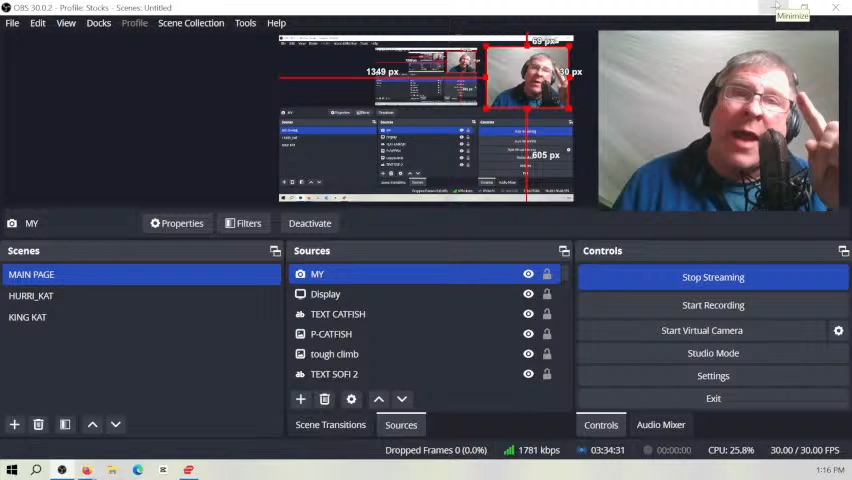 OBS 30.0.2 - Profile: Stocks - Scenes: Untitled
Minimize
File Edit View Docks Profile Scene Collection Tools Help
69 px
1349 px
30 px
605 px
MY Properties Filters Deactivate
Scenes
MAIN PAGE
HURRI_KAT
KING KAT
Sources
MY
Display
TEXT CATFISH
P-CATFISH
tough climb
TEXT SOFI 2
Scene Transitions Sources
Controls
Stop Streaming
Start Recording
Start Virtual Camera
Studio Mode
Settings
Exit
Controls Audio Mixer
Dropped Frames 0 (0.0%) 1781 kbps 03:34:31 00:00:00 CPU: 25.8% 30.00 / 30.00 FPS
1:16 PM